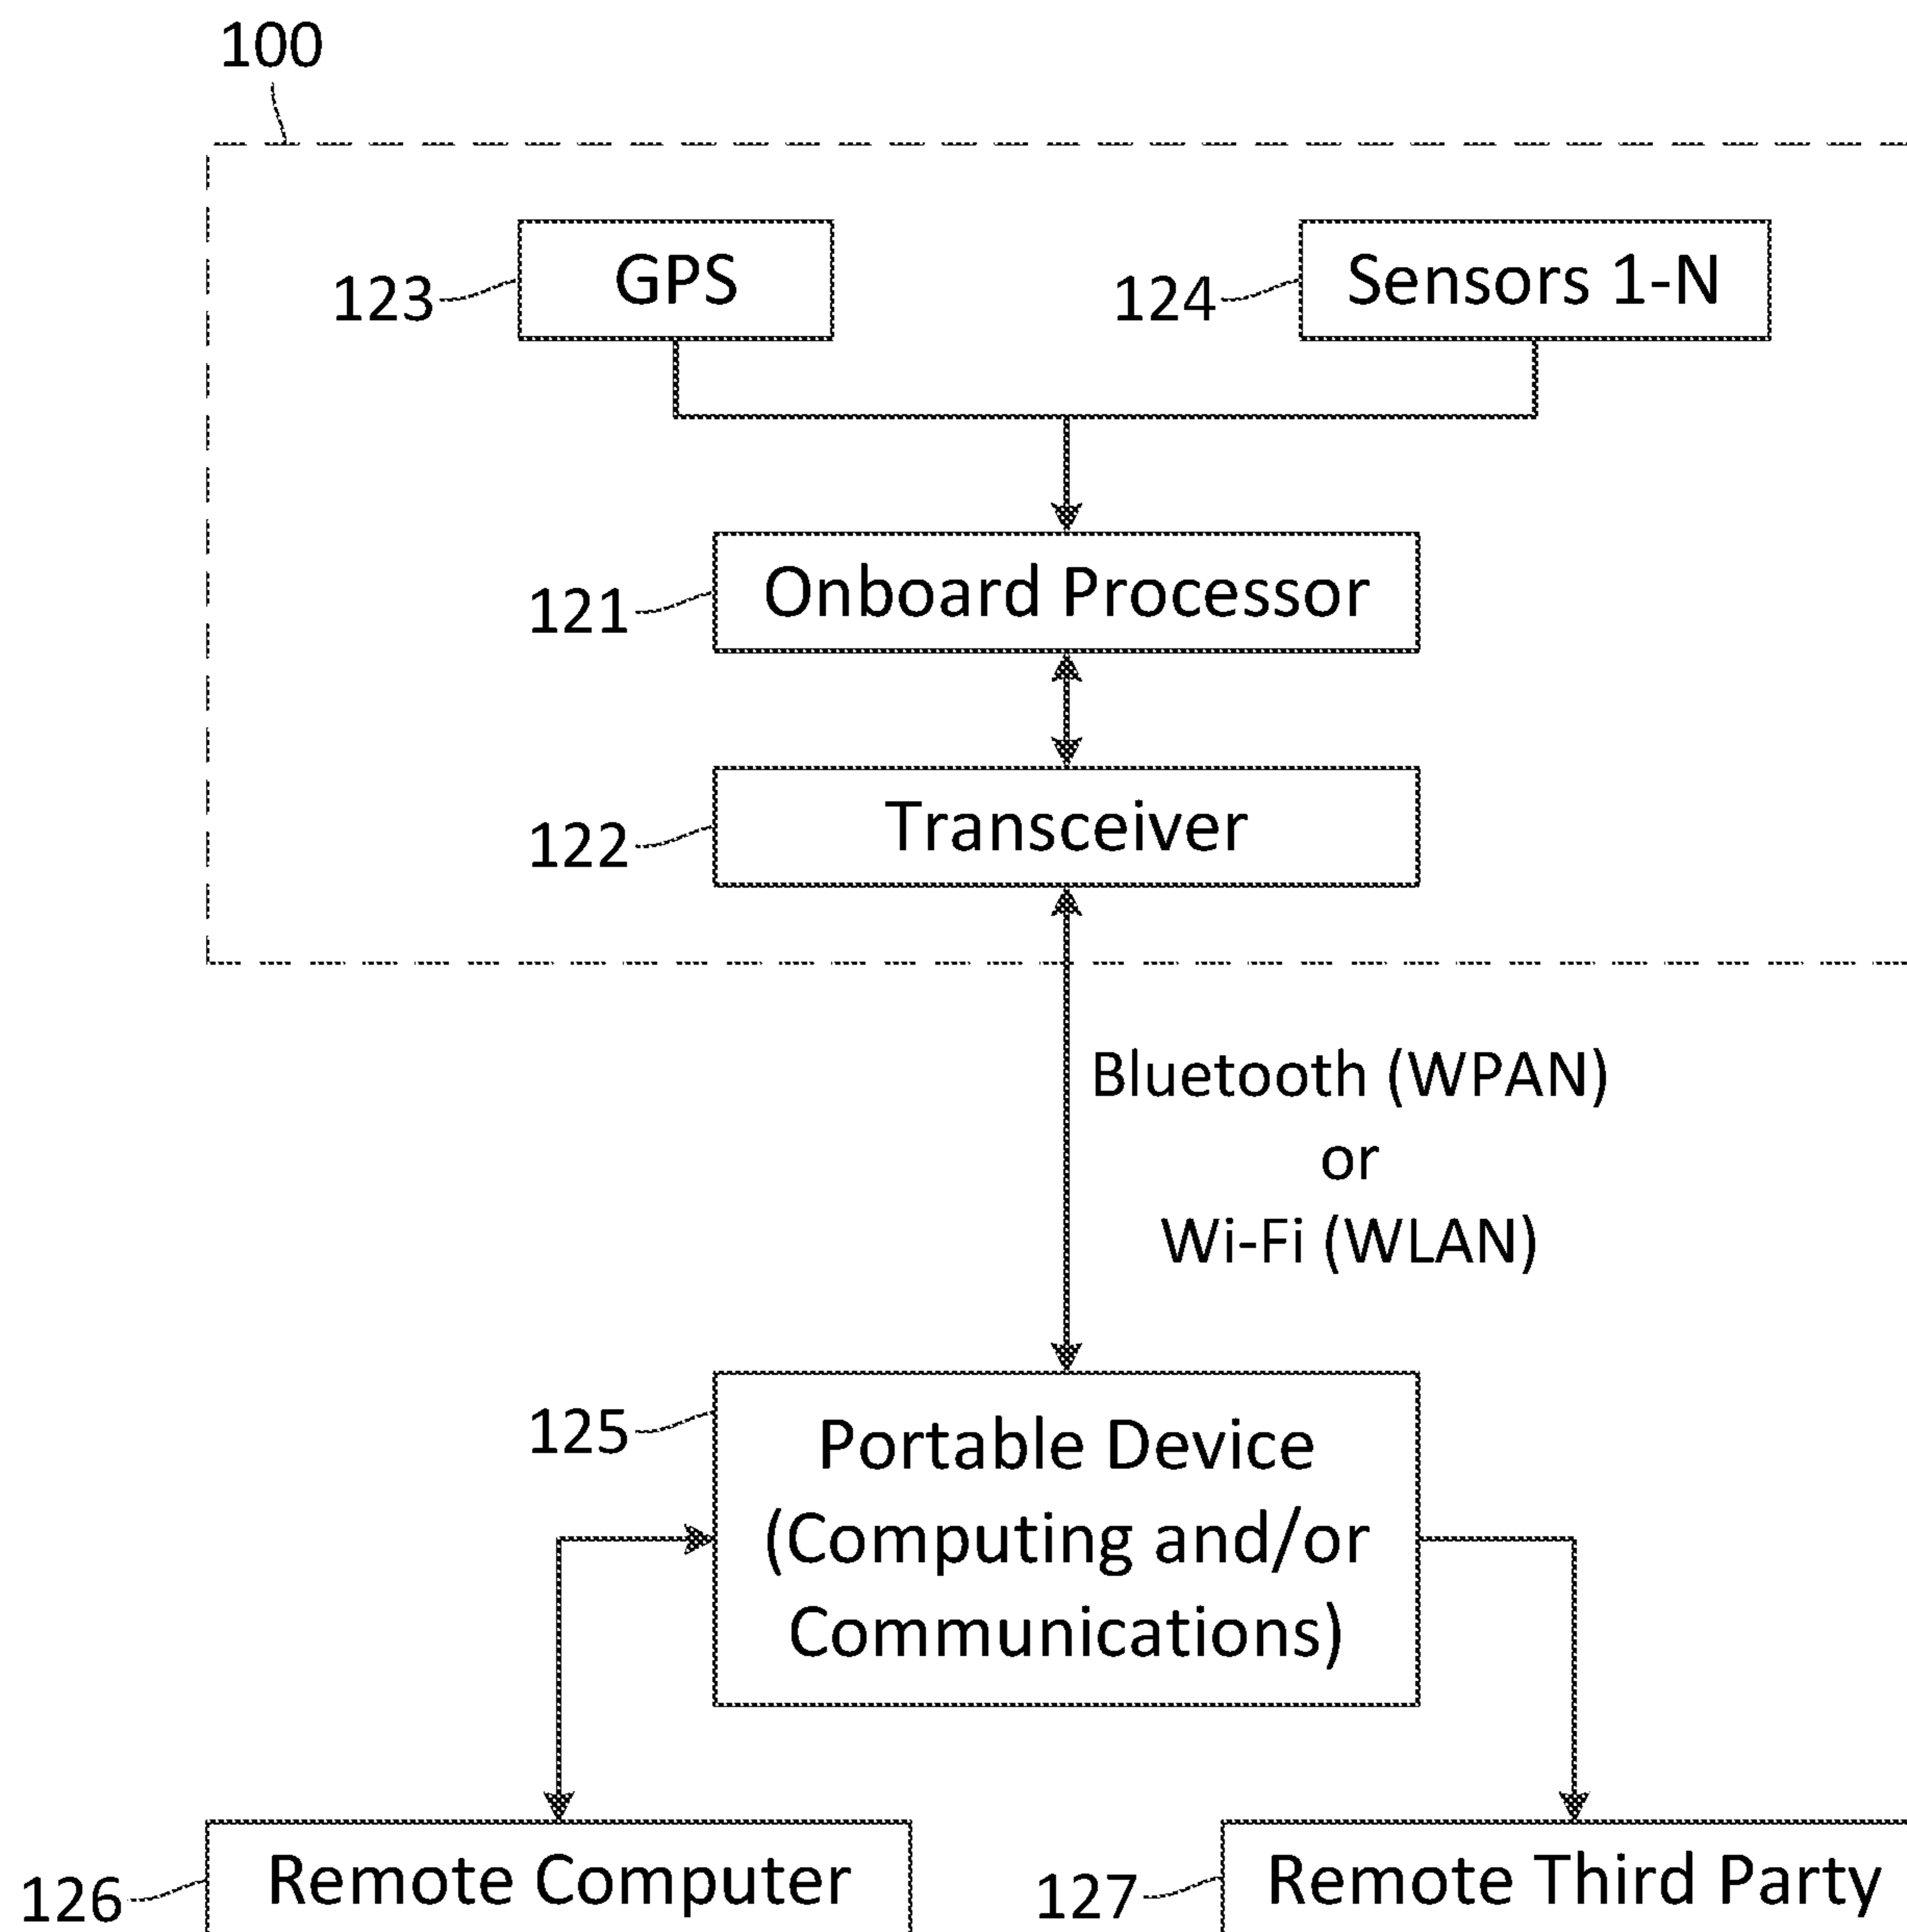 100
GPS
123
Sensors 1-N
124
Onboard Processor
121
Transceiver
122
Bluetooth (WPAN)
or
Wi-Fi (WLAN)
125
Portable Device
(Computing and/or
Communications)
Remote Computer
126
Remote Third Party
127